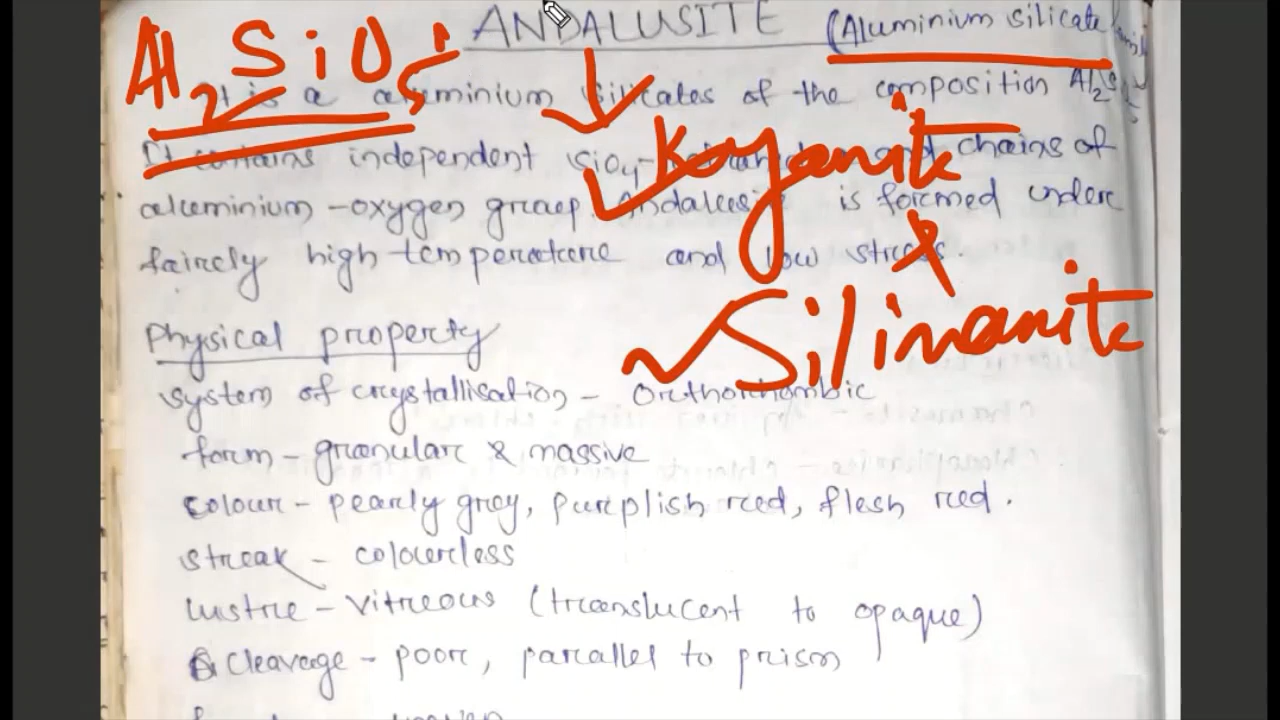 ANDALUSITE (Aluminium silicate
Al2SiO5
It is a aluminium silicates of the composition Al2
It contains independent SiO4- chains of
Kyanite
aluminium-oxygen group. Andalusite is formed under
fairly high temperature and low stress.
&
Silimanite
Physical property
system of crystallisation - Orthorhombic
form - granular & massive
colour - pearly grey, purplish red, flesh red.
streak - colourless
lustre - vitreous (translucent to opaque)
Cleavage - poor, parallel to prism